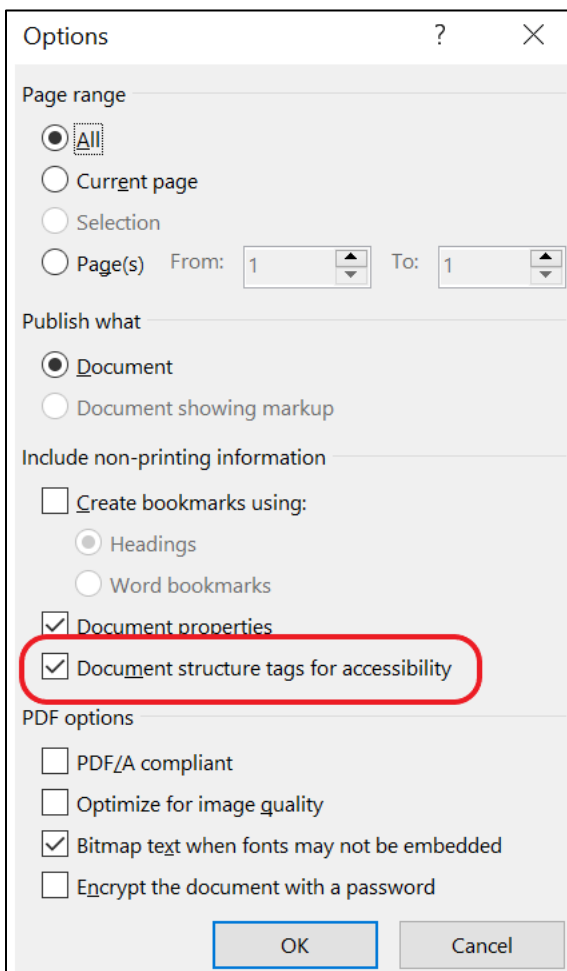 Options ?
Page range
All
Current page
Selection
Page(s) From: 1 To: 1
Publish what
Document
Document showing markup
Include non-printing information
Create bookmarks using:
Headings
Word bookmarks
Document properties
Document structure tags for accessibility
PDF options
PDF/A compliant
Optimize for image quality
Bitmap text when fonts may not be embedded
Encrypt the document with a password
OK Cancel